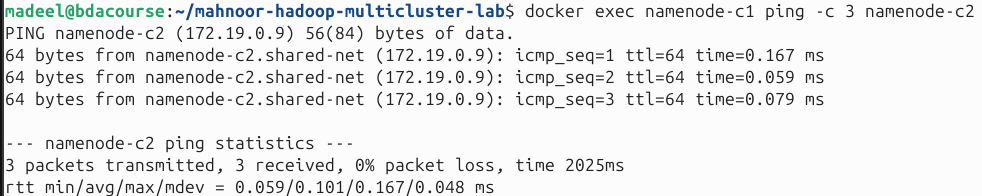 madeel@bdacourse:~/mahnoor-hadoop-multicluster-lab$ docker exec namenode-c1 ping -c 3 namenode-c2
PING namenode-c2 (172.19.0.9) 56(84) bytes of data.
64 bytes from namenode-c2.shared-net (172.19.0.9): icmp_seq=1 ttl=64 time=0.167 ms
64 bytes from namenode-c2.shared-net (172.19.0.9): icmp_seq=2 ttl=64 time=0.059 ms
64 bytes from namenode-c2.shared-net (172.19.0.9): icmp_seq=3 ttl=64 time=0.079 ms
--- namenode-c2 ping statistics ---
3 packets transmitted, 3 received, 0% packet loss, time 2025ms
rtt min/avg/max/mdev = 0.059/0.101/0.167/0.048 ms